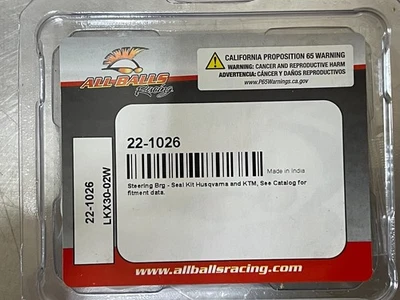 ALL BALLS
Racing
CALIFORNIA PROPOSITION 65 WARNING
WARNING: CANCER AND REPRODUCTIVE HARM
ADVERTENCIA: CÁNCER Y DAÑOS REPRODUCTIVOS
www.P65Warnings.ca.gov
22-1026
Made in India
Steering Brg - Seal Kit Husqvarna and KTM, See Catalog for
fitment data.
22-1026
LKX30-02W
www.allballsracing.com